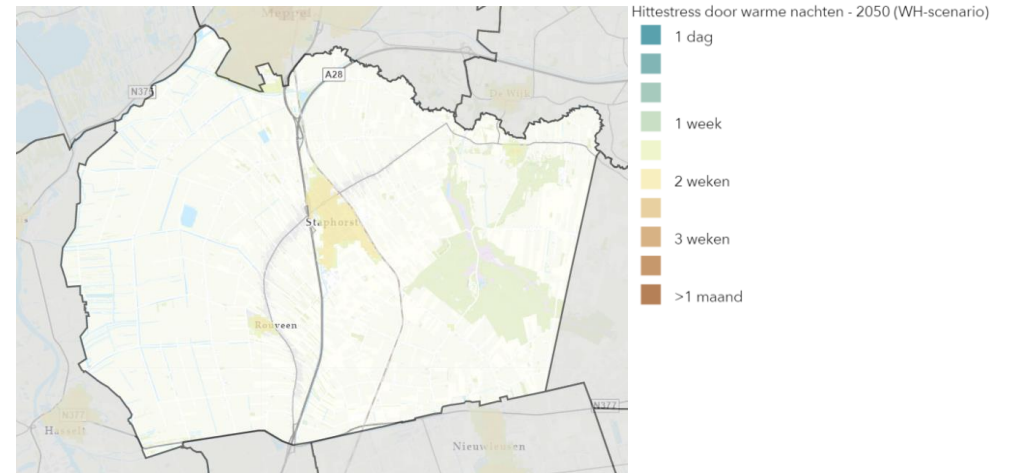 Hittestress door warme nachten - 2050 (WH-scenario)
Meppel
1 dag
A28
N375
De Wijk
1 week
2 weken
Staphorst
3 weken
>1 maand
Rouveen
N377
N377
Hasselt
Nieuwleusen